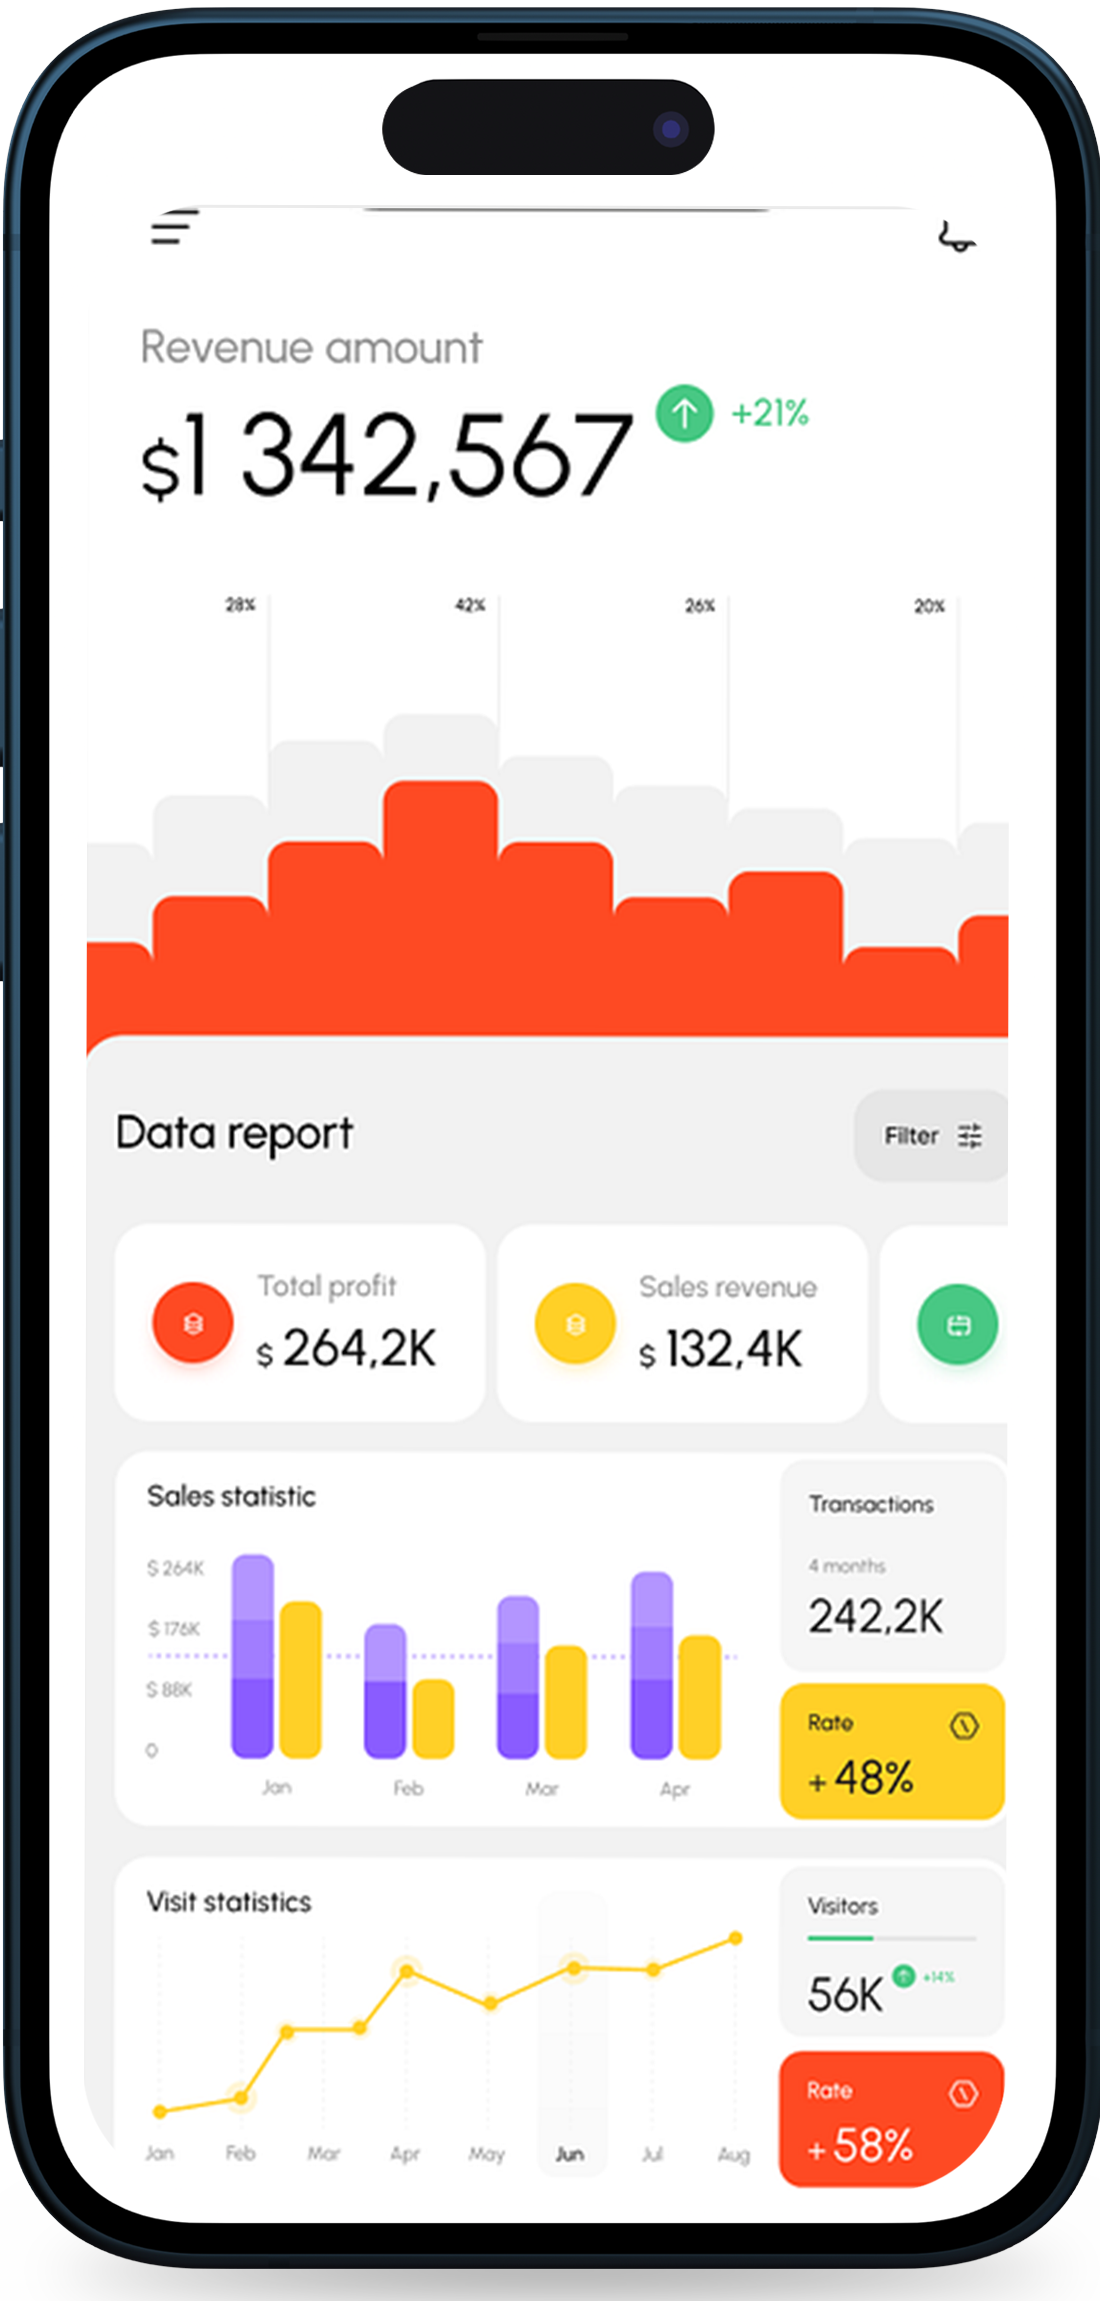 Revenue amount
$1 342,567
+21%
28% 42% 26% 20%
Data report
Filter
Total profit
$ 264,2K
Sales revenue
$ 132,4K
Sales statistic
$ 264K
$ 176K
$ 88K
0
Jan Feb Mar Apr
Transactions
4 months
242,2K
Rate
+ 48%
Visit statistics
Jan Feb Mar Apr May Jun Jul Aug
Visitors
56K
+14%
Rate
+ 58%